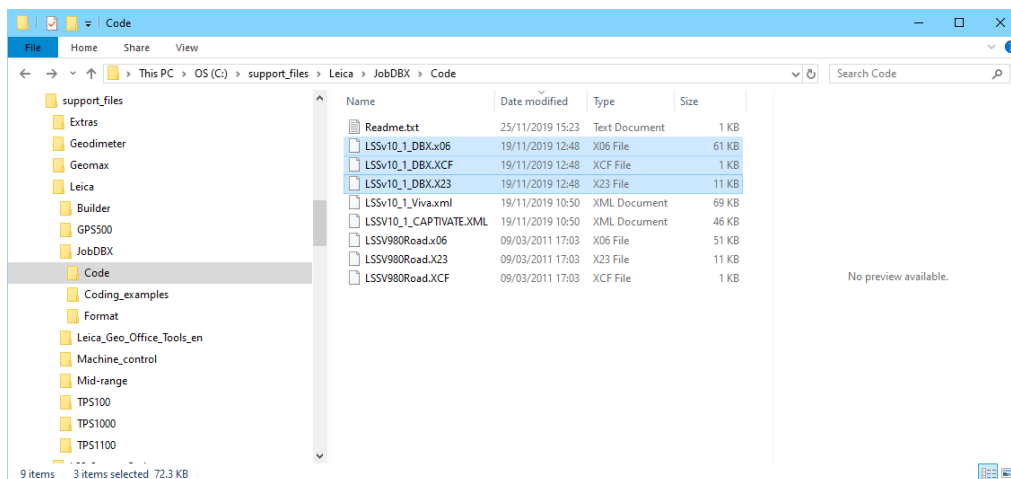 Code
File Home Share View
This PC > OS (C:) > support_files > Leica > JobDBX > Code
Search Code
support_files
Extras
Geodimeter
Geomax
Leica
Builder
GPS500
JobDBX
Code
Coding_examples
Format
Leica_Geo_Office_Tools_en
Machine_control
Mid-range
TPS100
TPS1000
TPS1100
Name Date modified Type Size
Readme.txt 25/11/2019 15:23 Text Document 1 KB
LSSv10_1_DBX.x06 19/11/2019 12:48 X06 File 61 KB
LSSv10_1_DBX.XCF 19/11/2019 12:48 XCF File 1 KB
LSSv10_1_DBX.X23 19/11/2019 12:48 X23 File 11 KB
LSSv10_1_Viva.xml 19/11/2019 10:50 XML Document 69 KB
LSSV10_1_CAPTIVATE.XML 19/11/2019 10:50 XML Document 46 KB
LSSV980Road.x06 09/03/2011 17:03 X06 File 51 KB
LSSV980Road.X23 09/03/2011 17:03 X23 File 11 KB
LSSV980Road.XCF 09/03/2011 17:03 XCF File 1 KB
No preview available.
9 items 3 items selected 72.3 KB